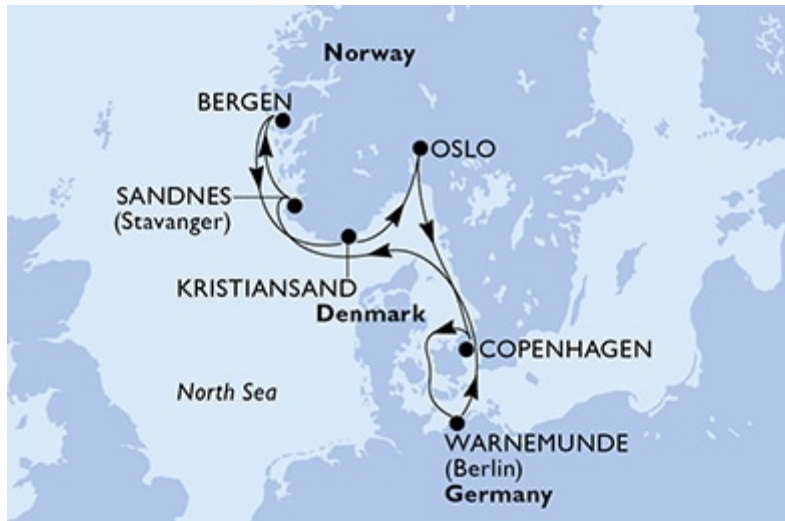 Norway
BERGEN
OSLO
SANDNES
(Stavanger)
KRISTIANSAND
Denmark
COPENHAGEN
North Sea
WARNEMUNDE
(Berlin)
Germany